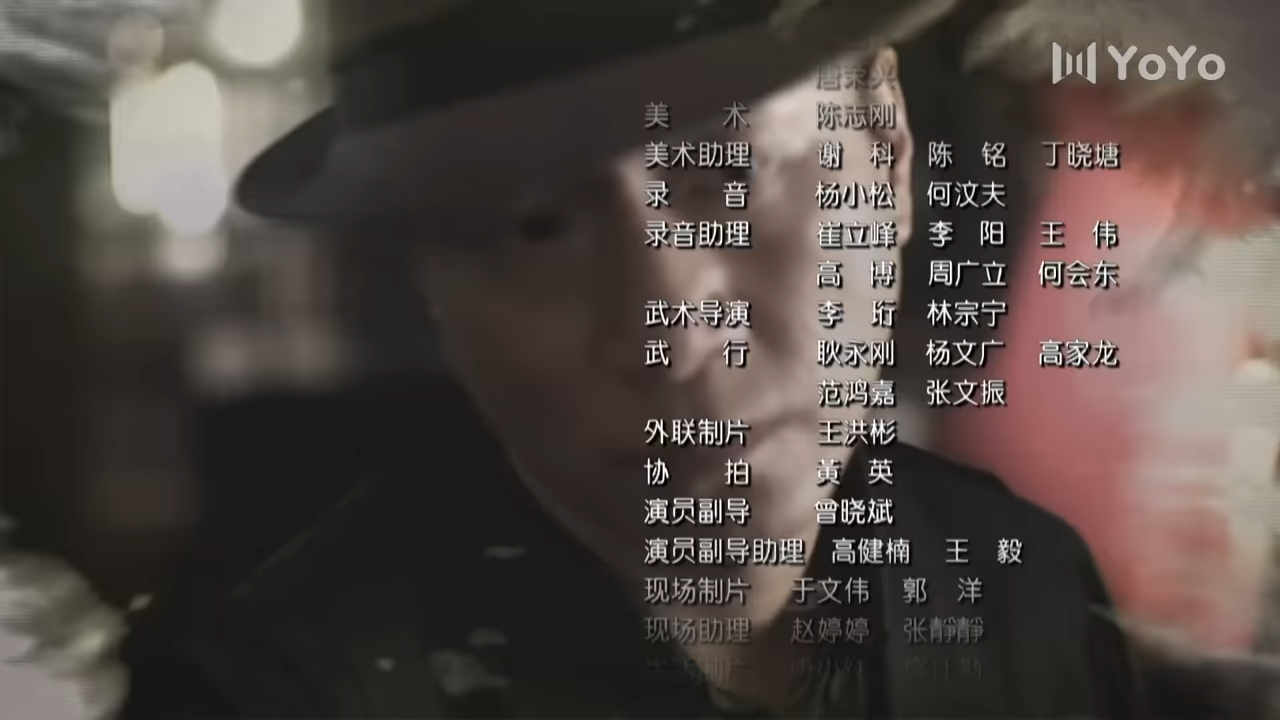 YoYo
唐荣兴
美 术 陈志刚
美术助理 谢 科 陈 铭 丁晓塘
录 音 杨小松 何汶夫
录音助理 崔立峰 李 阳 王 伟
高 博 周广立 何会东
武术导演 李 珩 林宗宁
武 行 耿永刚 杨文广 高家龙
范鸿嘉 张文振
外联制片 王洪彬
协 拍 黄 英
演员副导 曾晓斌
演员副导助理 高健楠 王 毅
现场制片 于文伟 郭 洋
现场助理 赵婷婷 张静静